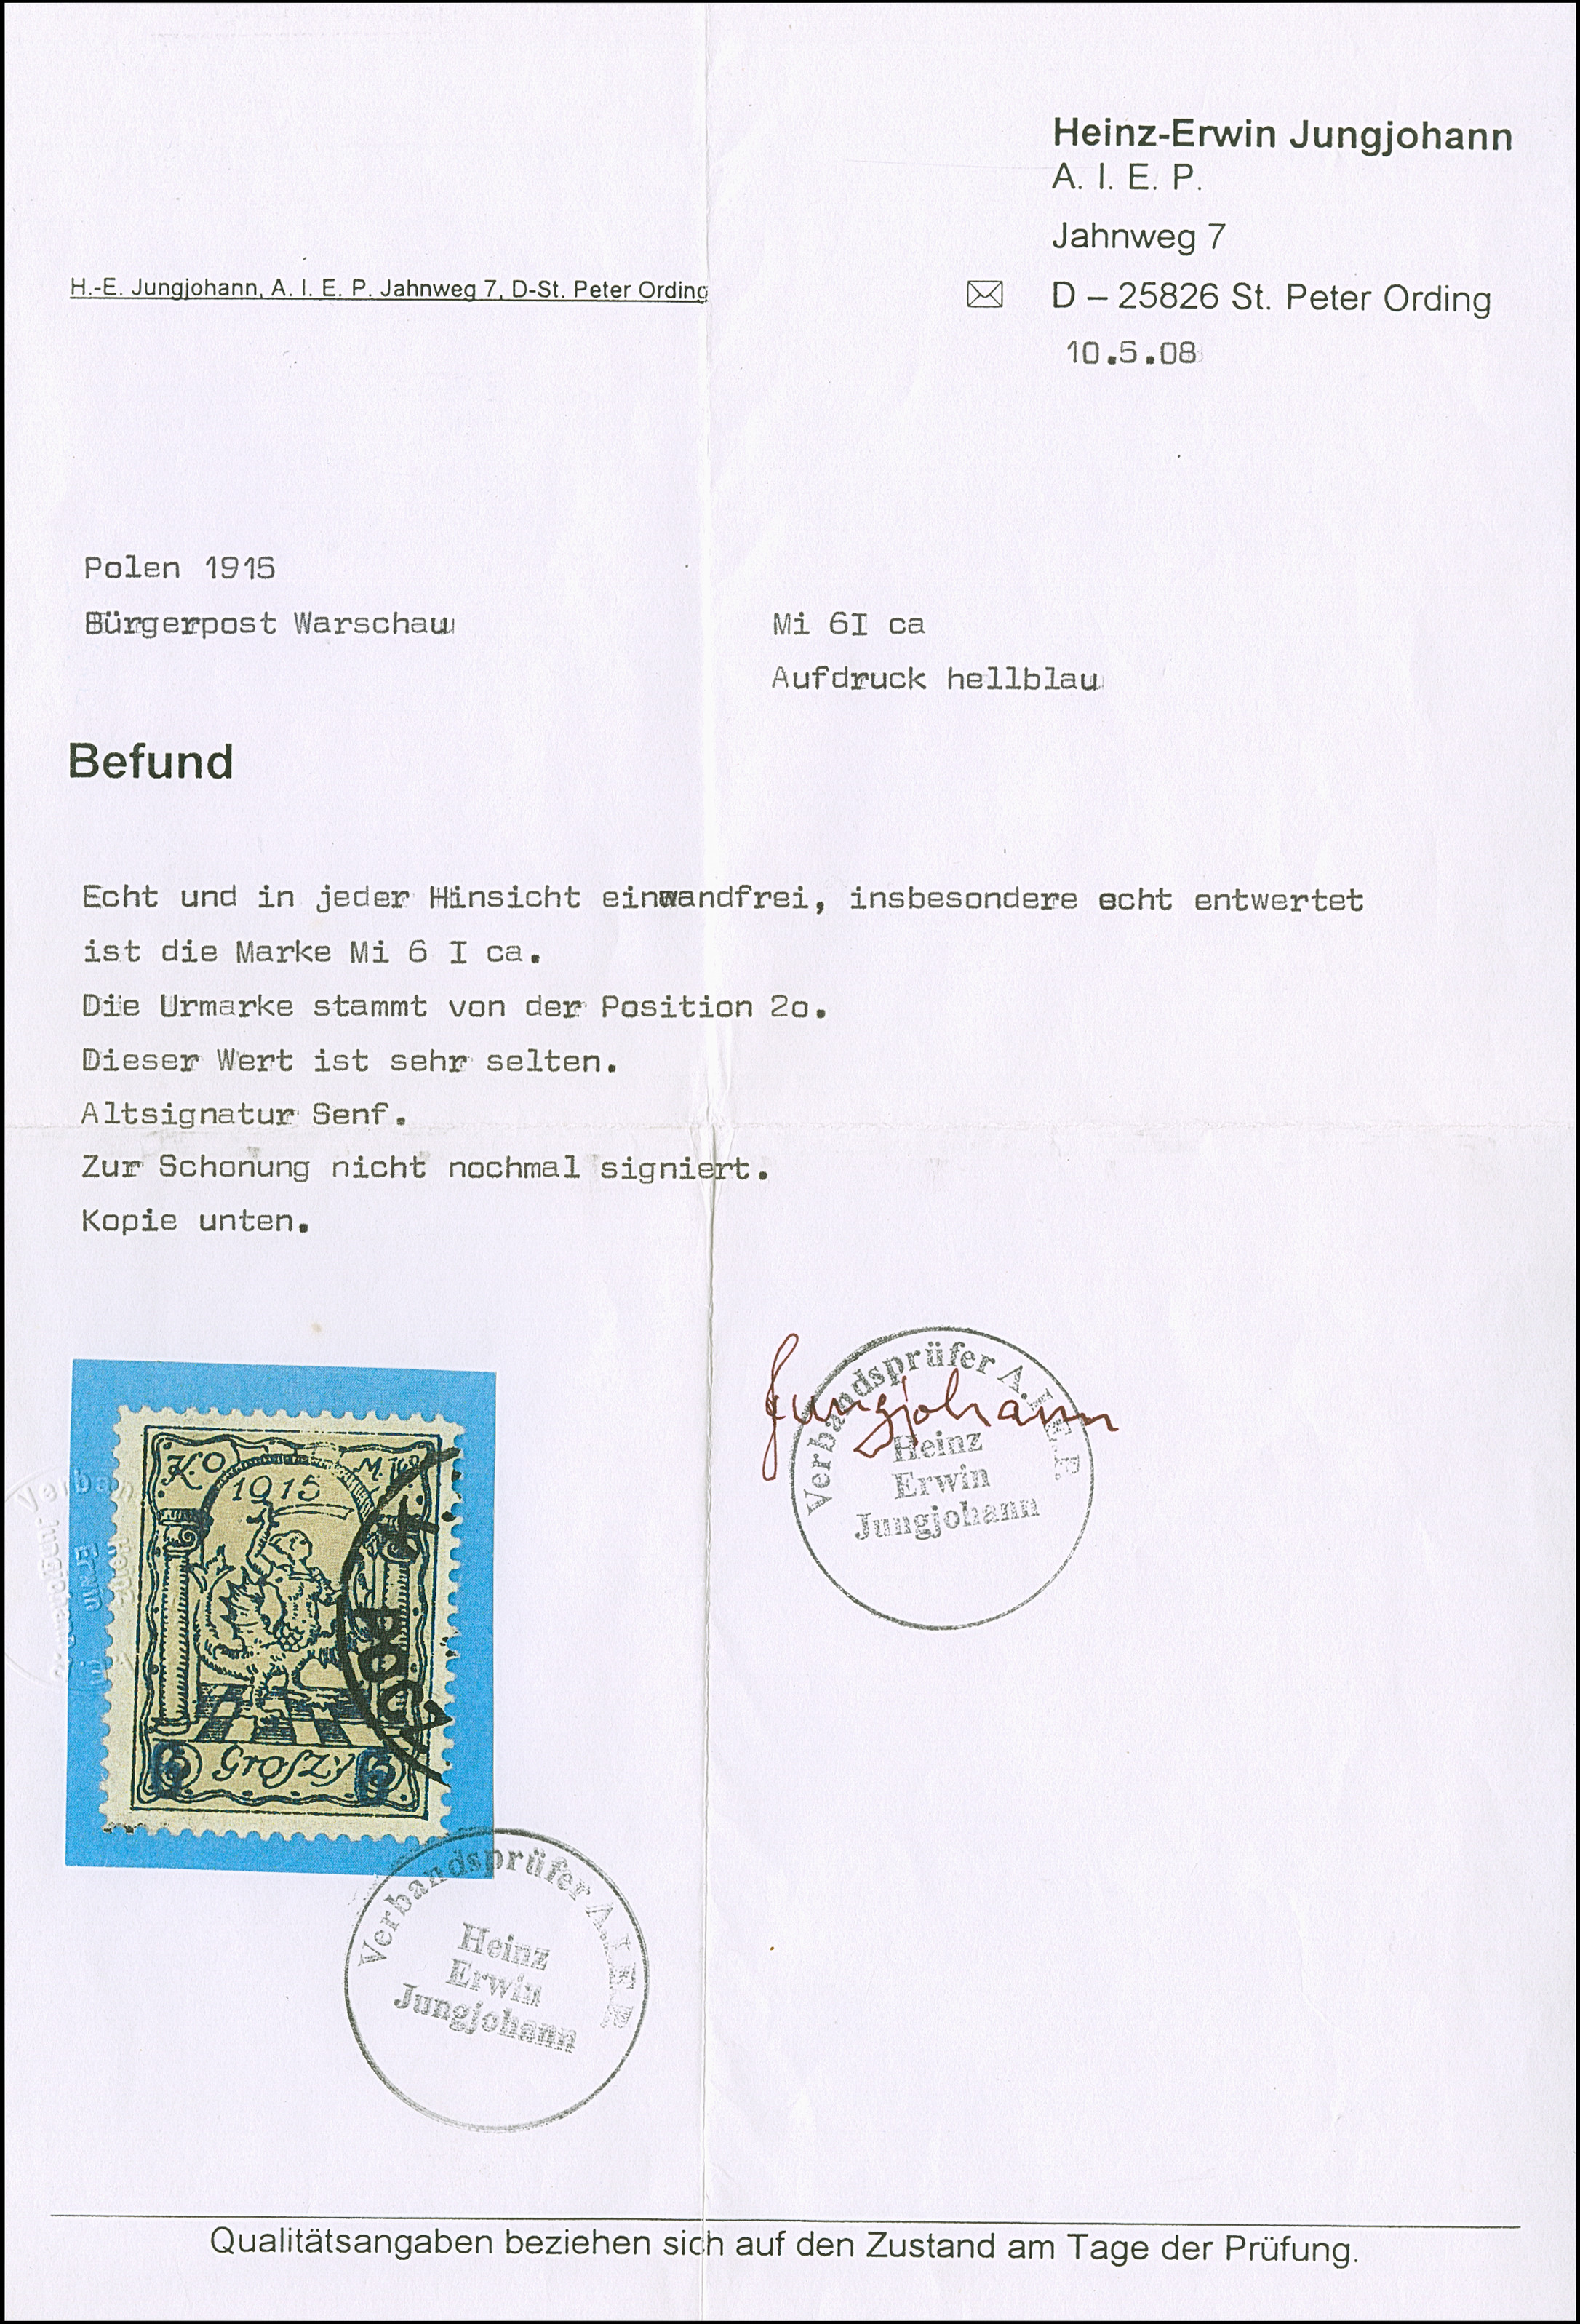 Heinz-Erwin Jungjohann
A. I. E. P.
Jahnweg 7
H.-E. Jungjohann, A. I. E. P. Jahnweg 7, D-St. Peter Ording
D – 25826 St. Peter Ording
10.5.08
Polen 1915
Bürgerpost Warschau
Mi 6I ca
Aufdruck hellblau
Befund
Echt und in jeder Hinsicht einwandfrei, insbesondere echt entwertet
ist die Marke Mi 6 I ca.
Die Urmarke stammt von der Position 2o.
Dieser Wert ist sehr selten.
Altsignatur Senf.
Zur Schonung nicht nochmal signiert.
Kopie unten.
Jungjohann
Verbandsprüfer A.I.E.P.
Heinz
Erwin
Jungjohann
K.O
1915
6 Groszy 6
Verbandsprüfer A.I.E.P.
Heinz
Erwin
Jungjohann
Qualitätsangaben beziehen sich auf den Zustand am Tage der Prüfung.